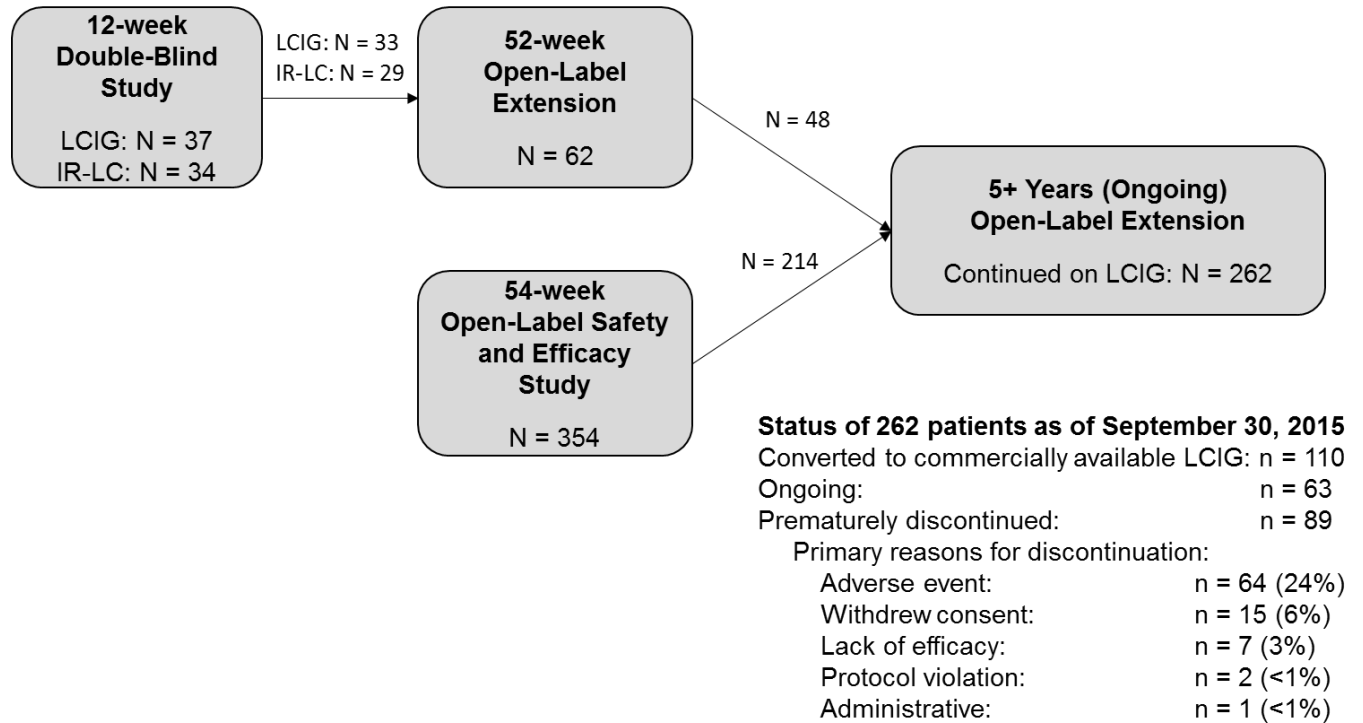 12-week
Double-Blind
Study
LCIG: N = 37
IR-LC: N = 34
LCIG: N = 33
IR-LC: N = 29
52-week
Open-Label
Extension
N = 62
N = 48
54-week
Open-Label Safety
and Efficacy
Study
N = 354
N = 214
5+ Years (Ongoing)
Open-Label Extension
Continued on LCIG: N = 262
Status of 262 patients as of September 30, 2015
Converted to commercially available LCIG: n = 110
Ongoing: n = 63
Prematurely discontinued: n = 89
Primary reasons for discontinuation:
Adverse event: n = 64 (24%)
Withdrew consent: n = 15 (6%)
Lack of efficacy: n = 7 (3%)
Protocol violation: n = 2 (<1%)
Administrative: n = 1 (<1%)